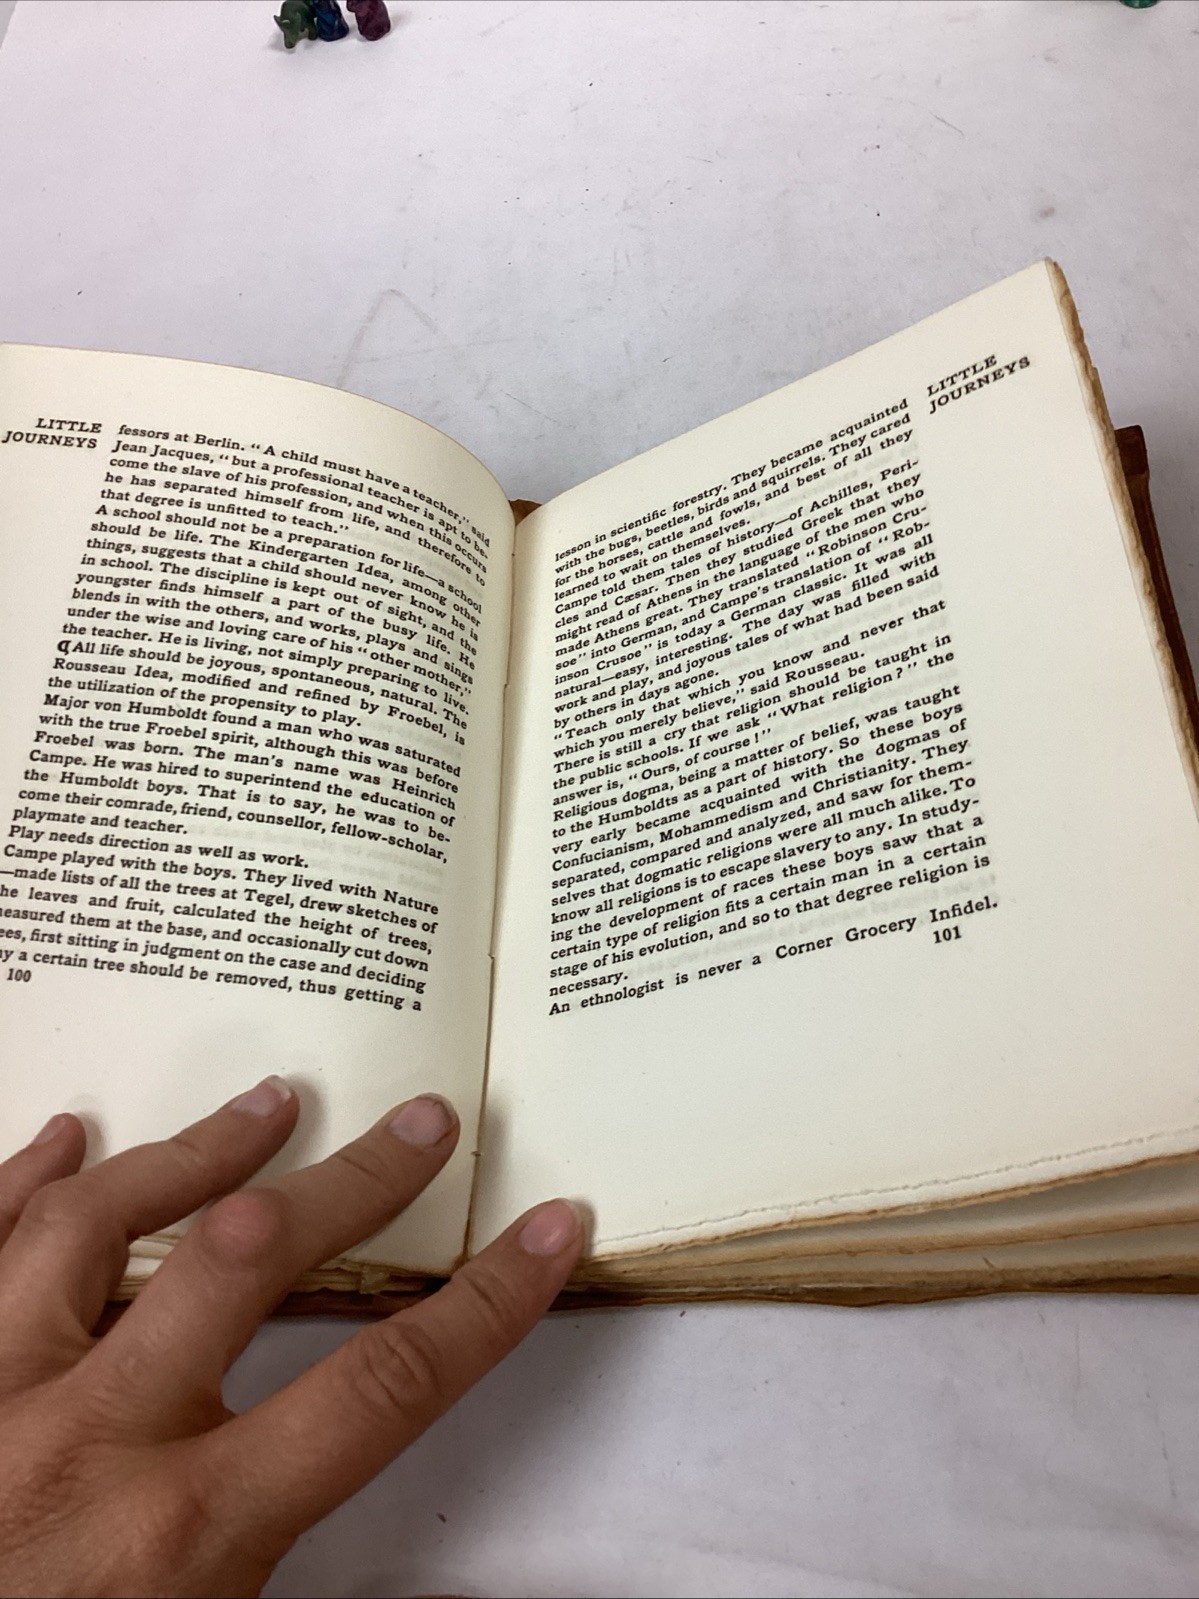 LITTLE
JOURNEYS
fessors at Berlin. "A child must have a teacher," said
Jean Jacques, "but a professional teacher is apt to be-
come the slave of his profession, and when this occurs
he has separated himself from life, and therefore to
that degree is unfitted to teach."
A school should not be a preparation for life—a school
should be life. The Kindergarten Idea, among other
things, suggests that a child should never know he is
in school. The discipline is kept out of sight, and the
youngster finds himself a part of the busy life. He
blends in with the others, and works, plays and sings
under the wise and loving care of his "other mother,"
the teacher. He is living, not simply preparing to live.
¶All life should be joyous, spontaneous, natural. The
Rousseau Idea, modified and refined by Froebel, is
the utilization of the propensity to play.
Major von Humboldt found a man who was saturated
with the true Froebel spirit, although this was before
Froebel was born. The man's name was Heinrich
Campe. He was hired to superintend the education of
the Humboldt boys. That is to say, he was to be-
come their comrade, friend, counsellor, fellow-scholar,
playmate and teacher.
Play needs direction as well as work.
Campe played with the boys. They lived with Nature
—made lists of all the trees at Tegel, drew sketches of
he leaves and fruit, calculated the height of trees,
easured them at the base, and occasionally cut down
ees, first sitting in judgment on the case and deciding
y a certain tree should be removed, thus getting a
100
LITTLE
JOURNEYS
lesson in scientific forestry. They became acquainted
with the bugs, beetles, birds and squirrels. They cared
for the horses, cattle and fowls, and best of all they
learned to wait on themselves.
Campe told them tales of history—of Achilles, Peri-
cles and Cæsar. Then they studied Greek that they
might read of Athens in the language of the men who
made Athens great. They translated "Robinson Cru-
soe" into German, and Campe's translation of "Rob-
inson Crusoe" is today a German classic. It was all
natural—easy, interesting. The day was filled with
work and play, and joyous tales of what had been said
by others in days agone.
"Teach only that which you know and never that
which you merely believe," said Rousseau.
There is still a cry that religion should be taught in
the public schools. If we ask "What religion?" the
answer is, "Ours, of course!"
Religious dogma, being a matter of belief, was taught
to the Humboldts as a part of history. So these boys
very early became acquainted with the dogmas of
Confucianism, Mohammedism and Christianity. They
separated, compared and analyzed, and saw for them-
selves that dogmatic religions were all much alike. To
know all religions is to escape slavery to any. In study-
ing the development of races these boys saw that a
certain type of religion fits a certain man in a certain
stage of his evolution, and so to that degree religion is
necessary.
An ethnologist is never a Corner Grocery Infidel.
101